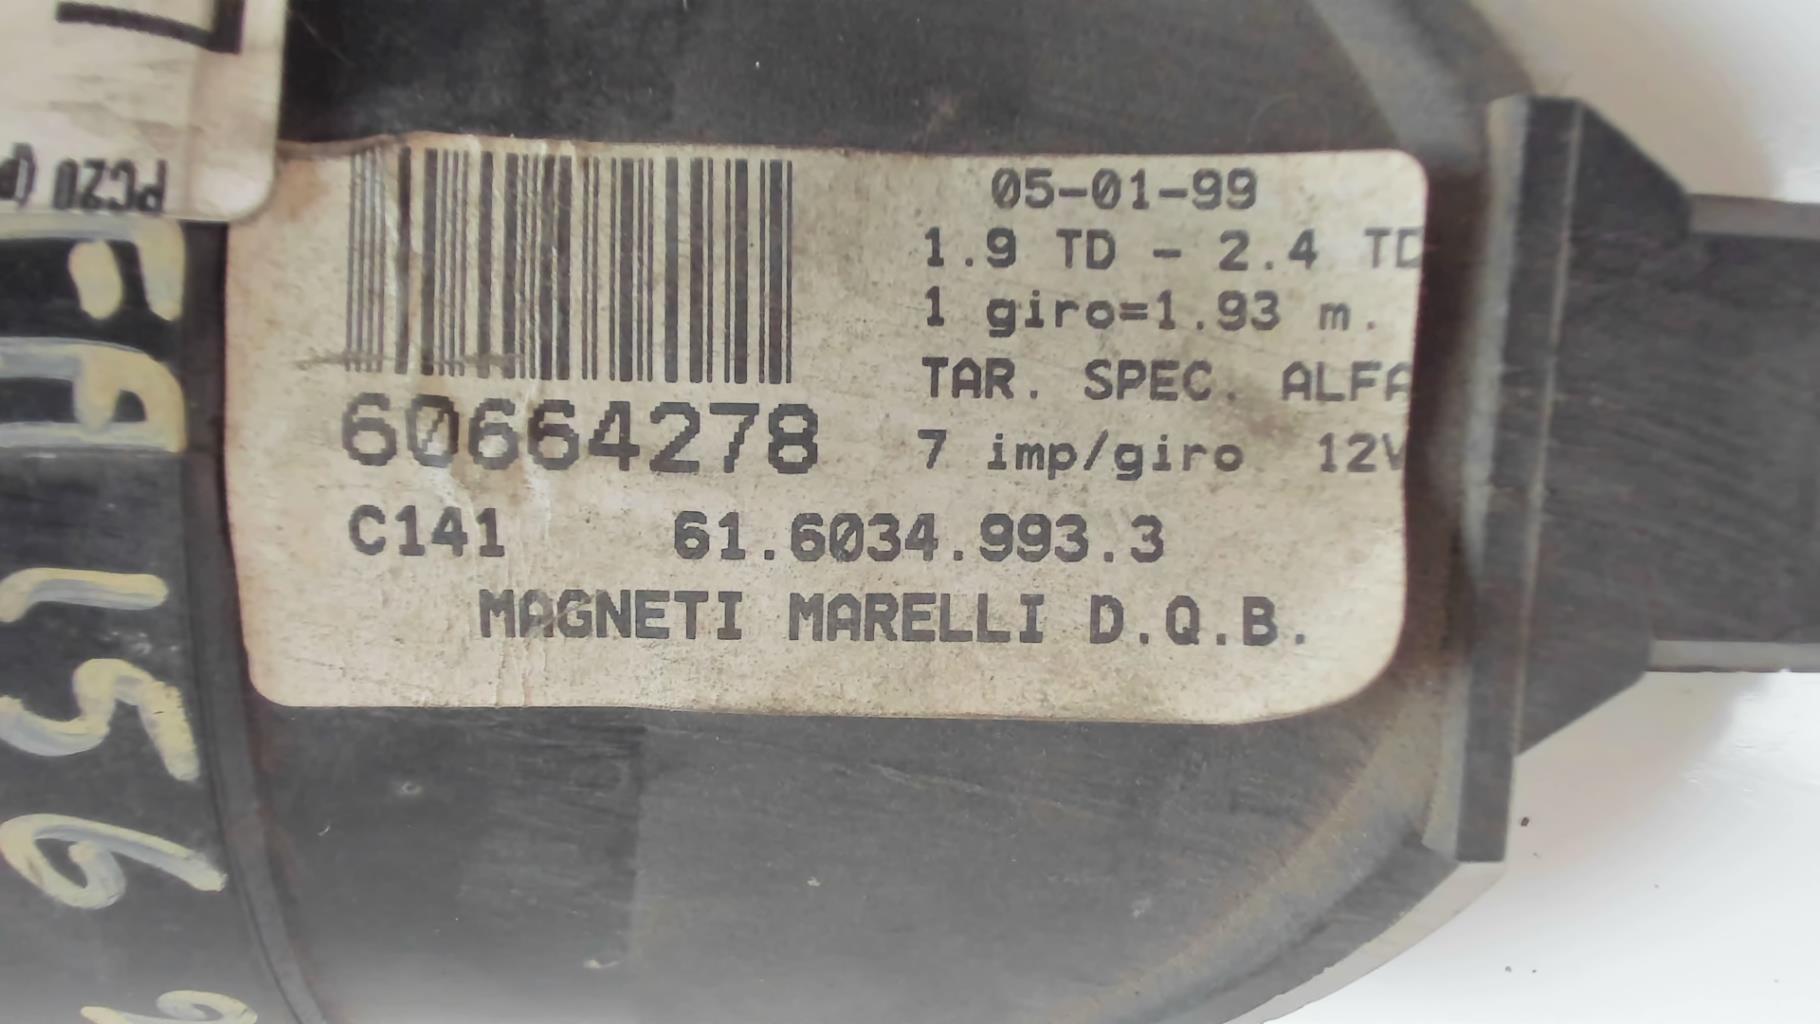 05-01-99
1.9 TD - 2.4 TD
1 giro=1.93 m.
TAR. SPEC. ALFA
60664278 7 imp/giro 12V
C141 61.6034.993.3
MAGNETI MARELLI D.Q.B.
PC20